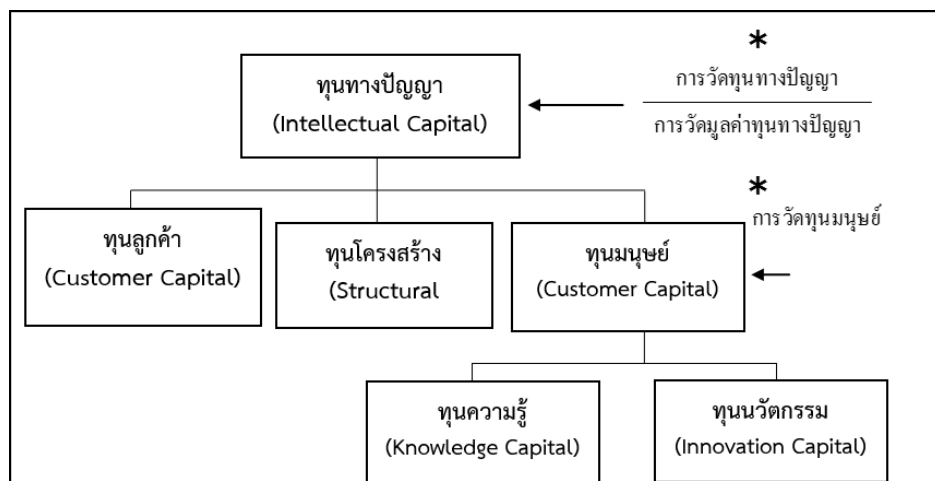 *
ทุนทางปัญญา
(Intellectual Capital)
การวัดทุนทางปัญญา
การวัดมูลค่าทุนทางปัญญา
*
การวัดทุนมนุษย์
ทุนลูกค้า
(Customer Capital)
ทุนโครงสร้าง
(Structural
ทุนมนุษย์
(Customer Capital)
ทุนความรู้
(Knowledge Capital)
ทุนนวัตกรรม
(Innovation Capital)